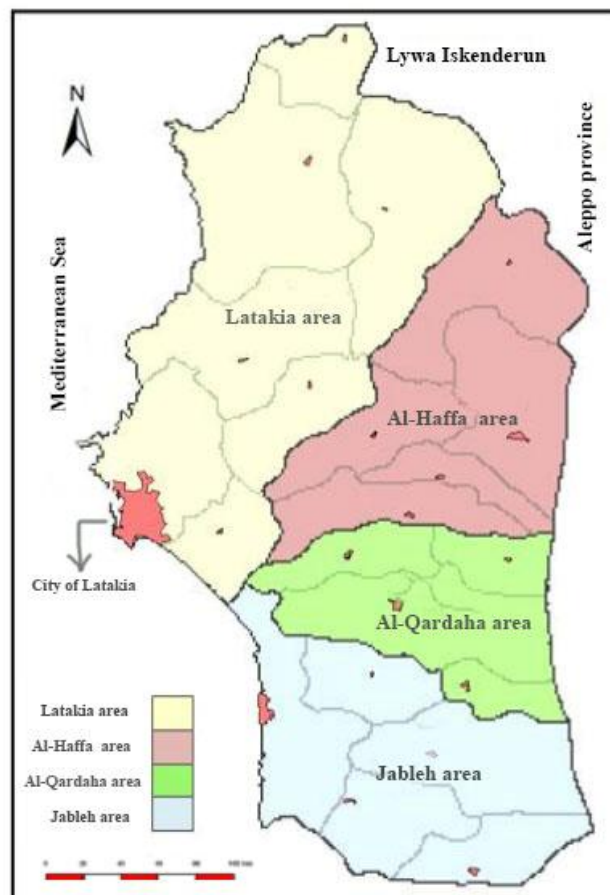 Lywa Iskenderun
N
Aleppo province
Mediterranean Sea
Latakia area
Al-Haffa area
City of Latakia
Al-Qardaha area
Latakia area
Al-Haffa area
Al-Qardaha area
Jableh area
Jableh area